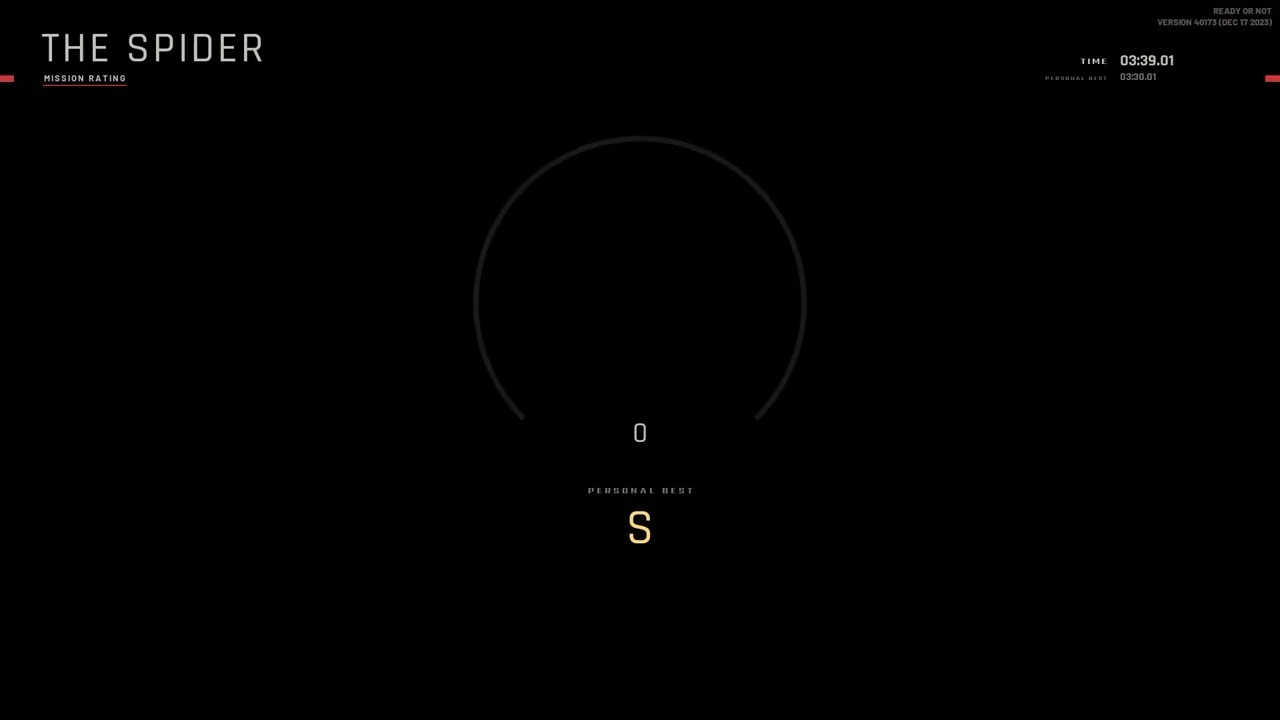 READY OR NOT
VERSION 40173 (DEC 17 2023)
THE SPIDER
MISSION RATING
TIME 03:39.01
PERSONAL BEST 03:30.01
0
PERSONAL BEST
S